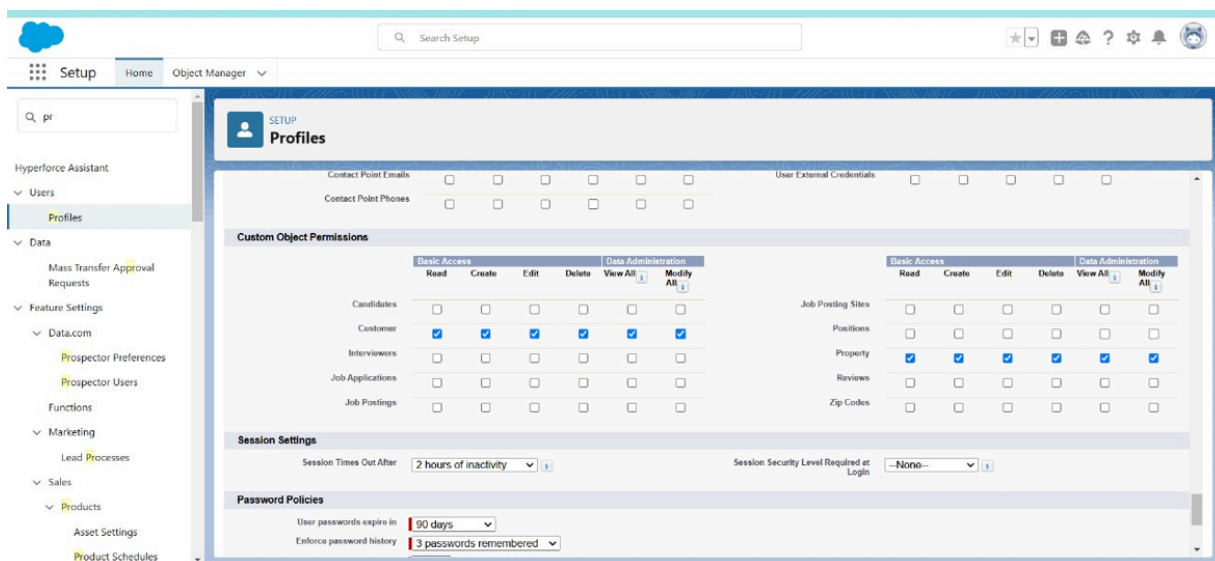 Search Setup
Setup Home Object Manager
pr
Hyperforce Assistant
Users
Profiles
Data
Mass Transfer Approval
Requests
Feature Settings
Data.com
Prospector Preferences
Prospector Users
Functions
Marketing
Lead Processes
Sales
Products
Asset Settings
Product Schedules
SETUP
Profiles
Contact Point Emails User External Credentials
Contact Point Phones
Custom Object Permissions
Basic Access Data Administration Basic Access Data Administration
Read Create Edit Delete View All i Modify All i Read Create Edit Delete View All i Modify All i
Candidates Job Posting Sites
Customer Positions
Interviewers Property
Job Applications Reviews
Job Postings Zip Codes
Session Settings
Session Times Out After 2 hours of inactivity i Session Security Level Required at Login --None-- i
Password Policies
User passwords expire in 90 days
Enforce password history 3 passwords remembered